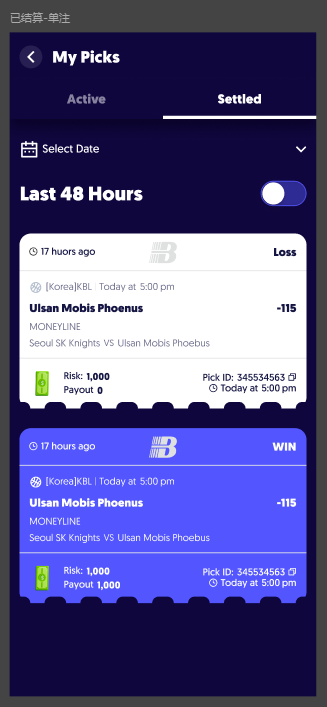 已结算-单注
My Picks
Active Settled
Select Date
Last 48 Hours
17 huors ago B Loss
[Korea]KBL | Today at 5:00 pm
Ulsan Mobis Phoenus -115
MONEYLINE
Seoul SK Knights VS Ulsan Mobis Phoebus
Risk: 1,000 Pick ID: 345534563
Payout 0 Today at 5:00 pm
17 hours ago B WIN
[Korea]KBL | Today at 5:00 pm
Ulsan Mobis Phoenus -115
MONEYLINE
Seoul SK Knights VS Ulsan Mobis Phoebus
Risk: 1,000 Pick ID: 345534563
Payout 1,000 Today at 5:00 pm